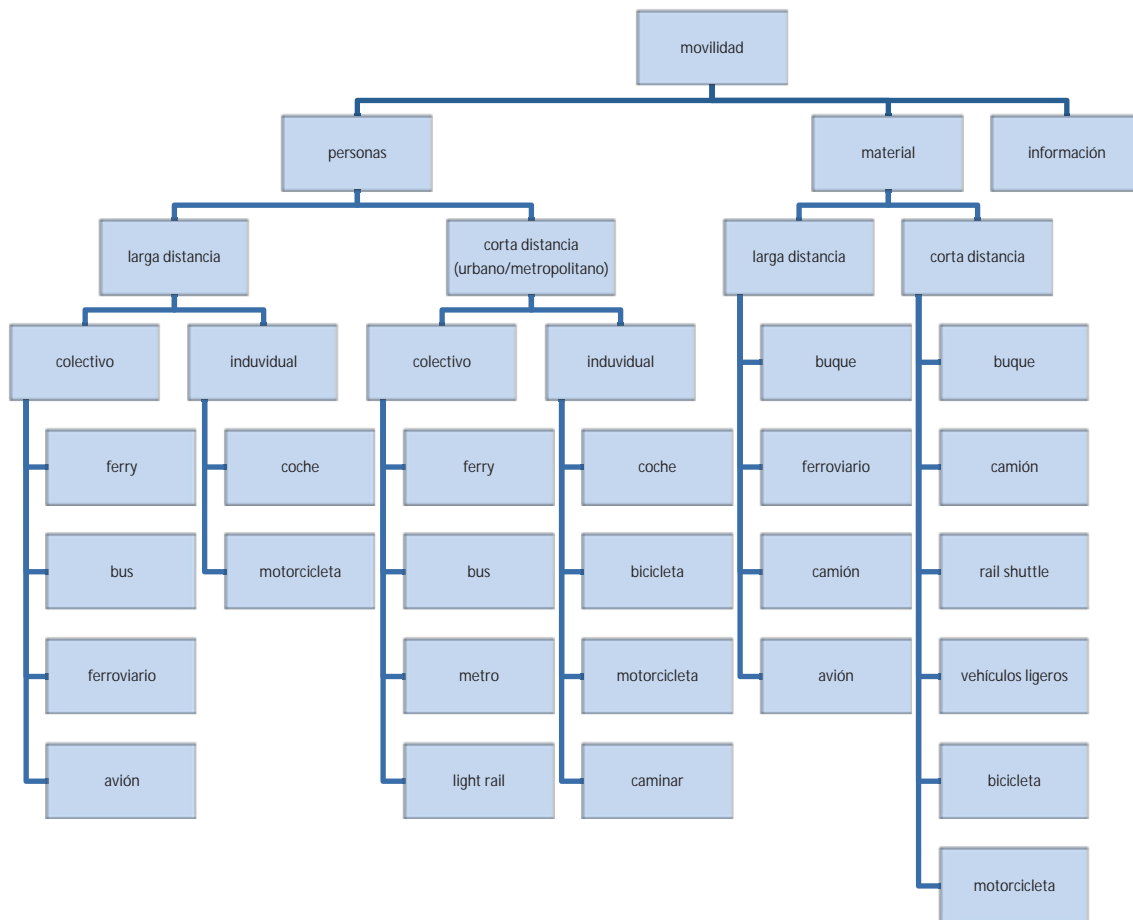 movilidad
personas
material
información
larga distancia
corta distancia
(urbano/metropolitano)
larga distancia
corta distancia
colectivo
induvidual
colectivo
induvidual
buque
buque
ferry
coche
ferry
coche
ferroviario
camión
bus
motorcicleta
bus
bicicleta
camión
rail shuttle
ferroviario
metro
motorcicleta
avión
vehículos ligeros
avión
light rail
caminar
bicicleta
motorcicleta